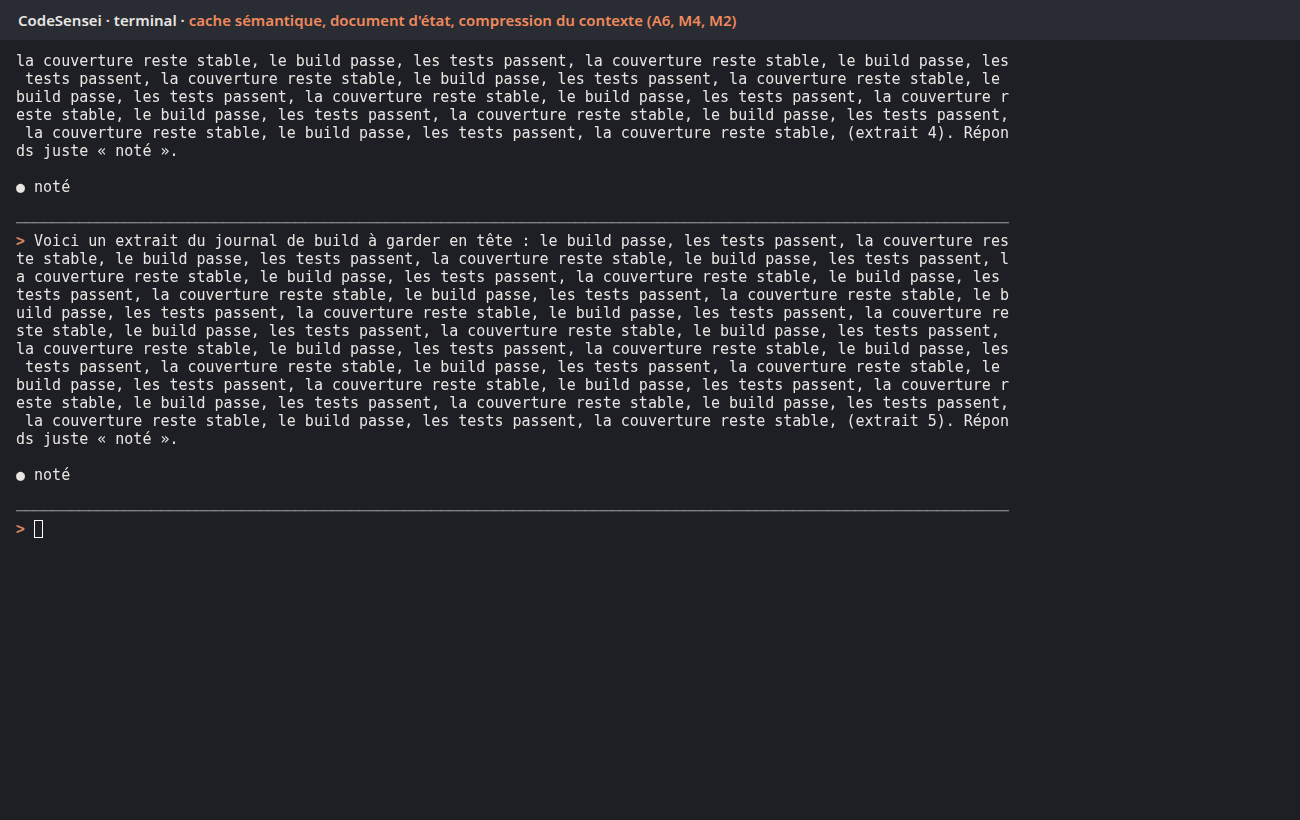 CodeSensei · terminal · cache sémantique, document d'état, compression du contexte (A6, M4, M2)
la couverture reste stable, le build passe, les tests passent, la couverture reste stable, le build passe, les
 tests passent, la couverture reste stable, le build passe, les tests passent, la couverture reste stable, le
build passe, les tests passent, la couverture reste stable, le build passe, les tests passent, la couverture r
este stable, le build passe, les tests passent, la couverture reste stable, le build passe, les tests passent,
 la couverture reste stable, le build passe, les tests passent, la couverture reste stable, (extrait 4). Répon
ds juste « noté ».
● noté
> Voici un extrait du journal de build à garder en tête : le build passe, les tests passent, la couverture res
te stable, le build passe, les tests passent, la couverture reste stable, le build passe, les tests passent, l
a couverture reste stable, le build passe, les tests passent, la couverture reste stable, le build passe, les
tests passent, la couverture reste stable, le build passe, les tests passent, la couverture reste stable, le b
uild passe, les tests passent, la couverture reste stable, le build passe, les tests passent, la couverture re
ste stable, le build passe, les tests passent, la couverture reste stable, le build passe, les tests passent,
la couverture reste stable, le build passe, les tests passent, la couverture reste stable, le build passe, les
 tests passent, la couverture reste stable, le build passe, les tests passent, la couverture reste stable, le
build passe, les tests passent, la couverture reste stable, le build passe, les tests passent, la couverture r
este stable, le build passe, les tests passent, la couverture reste stable, le build passe, les tests passent,
 la couverture reste stable, le build passe, les tests passent, la couverture reste stable, (extrait 5). Répon
ds juste « noté ».
● noté
>